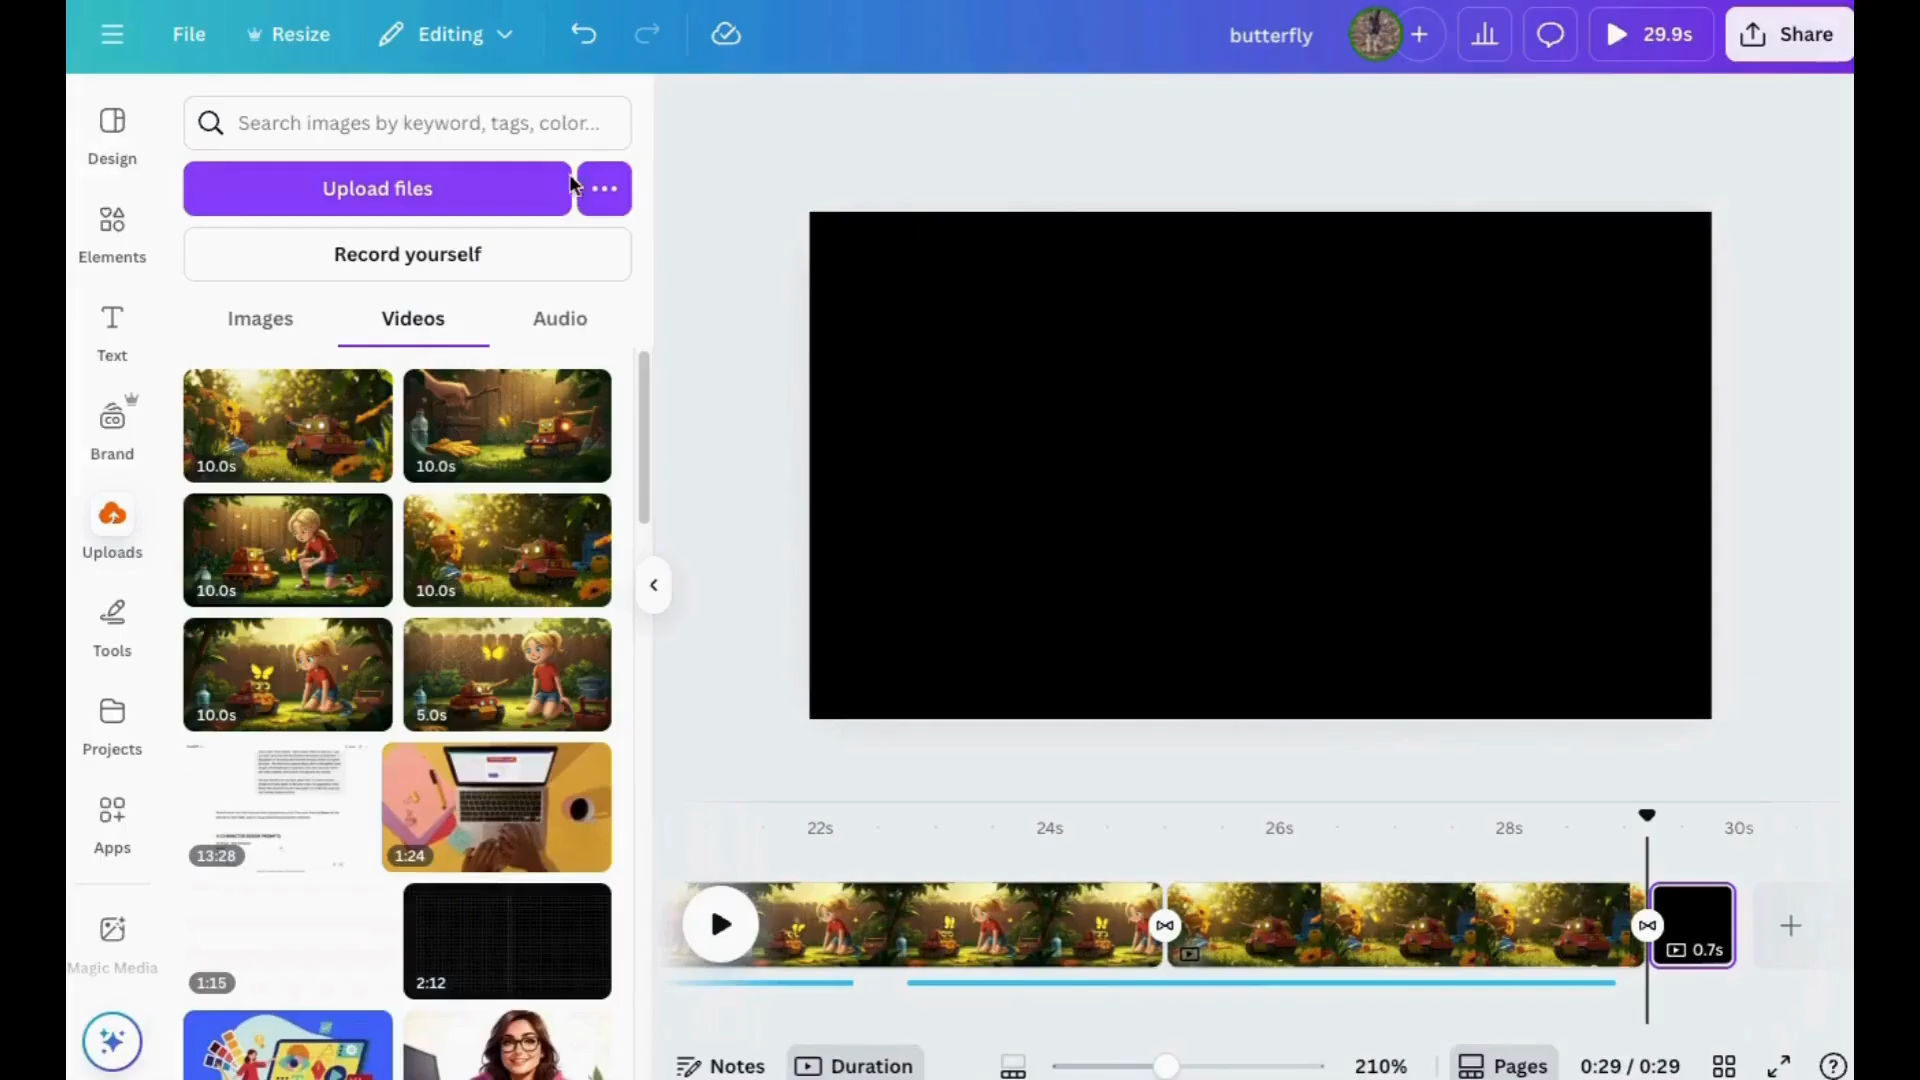 File
Resize
Editing
butterfly
29.9s
Share
Design
Elements
Text
Brand
Uploads
Tools
Projects
Apps
Magic Media
Search images by keyword, tags, color...
Upload files
Record yourself
Images
Videos
Audio
10.0s
10.0s
10.0s
10.0s
10.0s
5.0s
13:28
1:24
1:15
2:12
22s
24s
26s
28s
30s
0.7s
Notes
Duration
210%
Pages
0:29 / 0:29